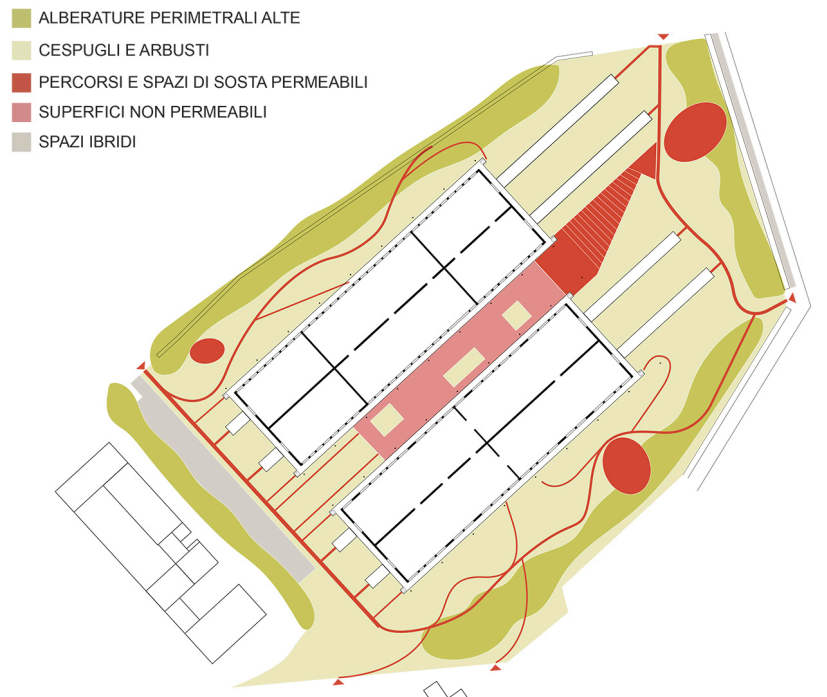 ALBERATURE PERIMETRALI ALTE
CESPUGLI E ARBUSTI
PERCORSI E SPAZI DI SOSTA PERMEABILI
SUPERFICI NON PERMEABILI
SPAZI IBRIDI